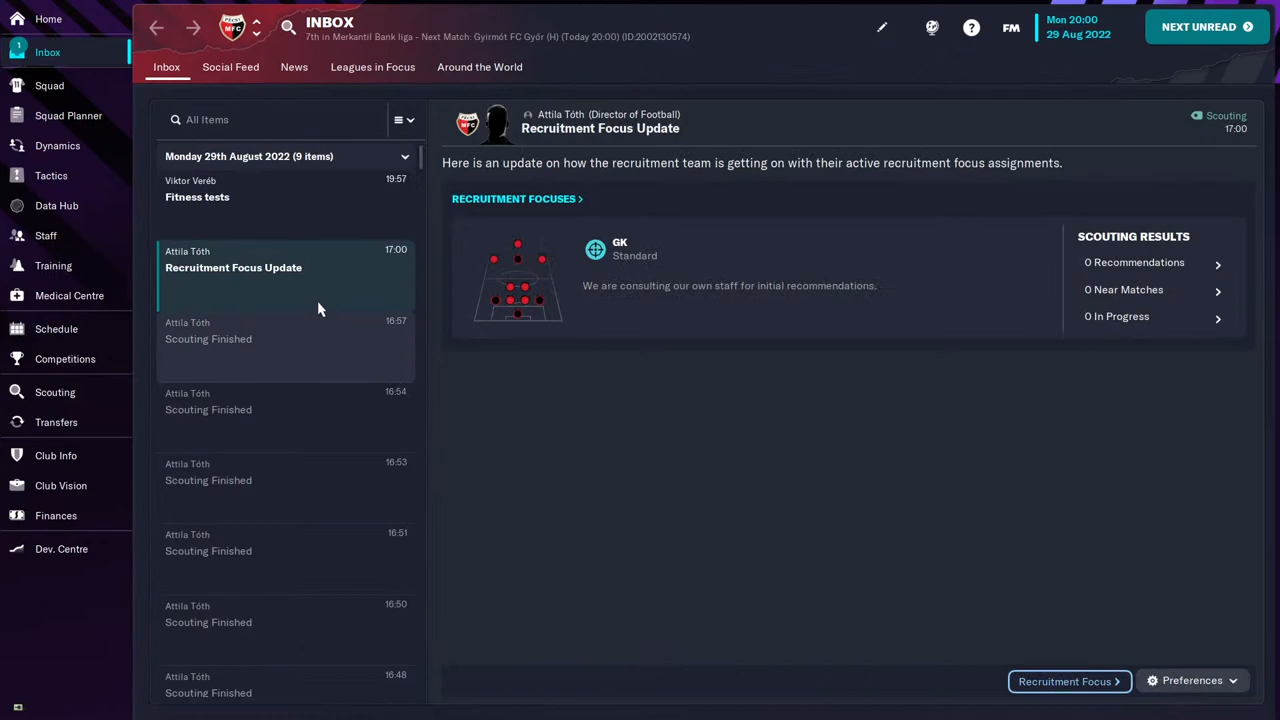 Home
1
Inbox
Squad
Squad Planner
Dynamics
Tactics
Data Hub
Staff
Training
Medical Centre
Schedule
Competitions
Scouting
Transfers
Club Info
Club Vision
Finances
Dev. Centre
INBOX
7th in Merkantil Bank liga - Next Match: Gyirmót FC Győr (H) (Today 20:00) (ID:2002130574)
FM
Mon 20:00
29 Aug 2022
NEXT UNREAD
Inbox
Social Feed
News
Leagues in Focus
Around the World
All Items
Monday 29th August 2022 (9 items)
Viktor Veréb 19:57
Fitness tests
Attila Tóth 17:00
Recruitment Focus Update
Attila Tóth 16:57
Scouting Finished
Attila Tóth 16:54
Scouting Finished
Attila Tóth 16:53
Scouting Finished
Attila Tóth 16:51
Scouting Finished
Attila Tóth 16:50
Scouting Finished
Attila Tóth 16:48
Scouting Finished
Attila Tóth (Director of Football)
Recruitment Focus Update
Scouting
17:00
Here is an update on how the recruitment team is getting on with their active recruitment focus assignments.
RECRUITMENT FOCUSES >
GK
Standard
We are consulting our own staff for initial recommendations.
SCOUTING RESULTS
0 Recommendations
0 Near Matches
0 In Progress
Recruitment Focus >
Preferences